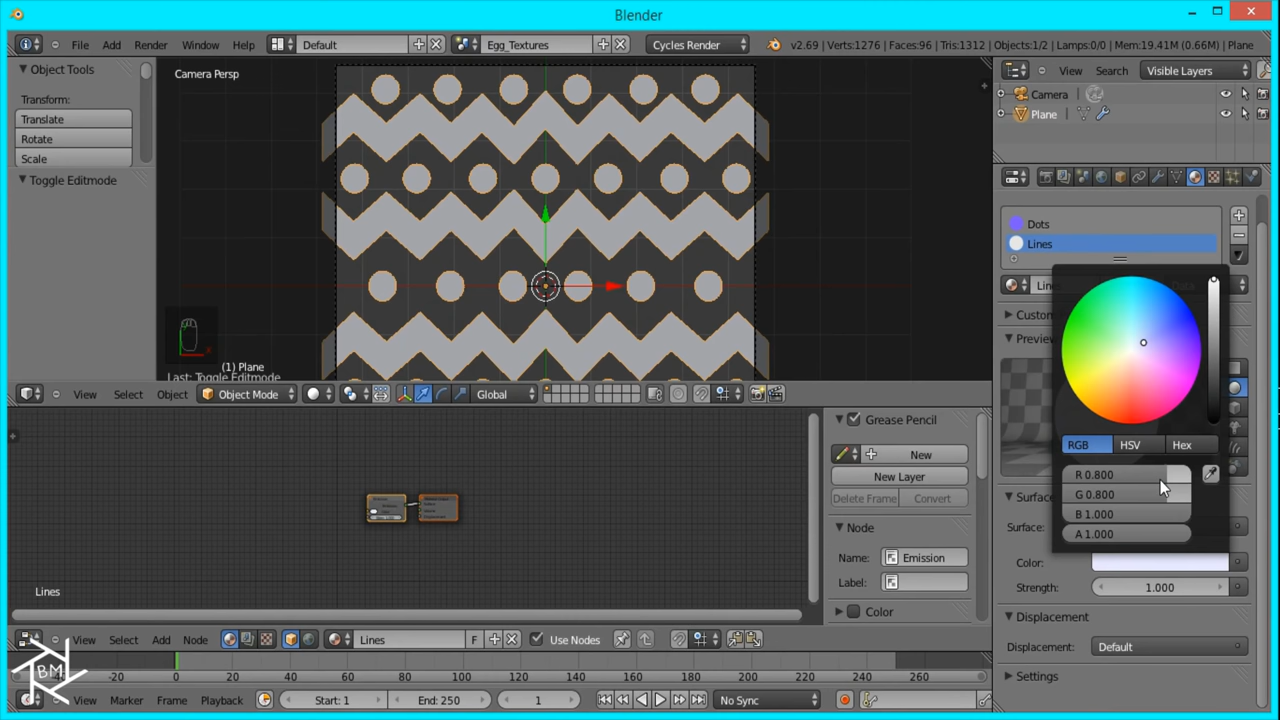 Blender
File Add Render Window Help Default Egg_Textures Cycles Render v2.69 | Verts:1276 | Faces:96 | Tris:1312 | Objects:1/2 | Lamps:0/0 | Mem:19.41M (0.66M) | Plane
Object Tools
Transform:
Translate
Rotate
Scale
Toggle Editmode
Camera Persp
(1) Plane
Last: Toggle Editmode
View Select Object Object Mode Global
View Search Visible Layers
Camera
Plane
Dots
Lines
Lin
Data
Custo
Preview
RGB HSV Hex
R 0.800
G 0.800
B 1.000
A 1.000
Surface
Surface:
Color:
Strength: 1.000
Displacement
Displacement: Default
Settings
Grease Pencil
New
New Layer
Delete Frame Convert
Node
Name: Emission
Label:
Color
Lines
View Select Add Node Lines F Use Nodes
-20 0 20 40 60 80 100 120 140 160 180 200 220 240 260
View Marker Frame Playback Start: 1 End: 250 1 No Sync
BM